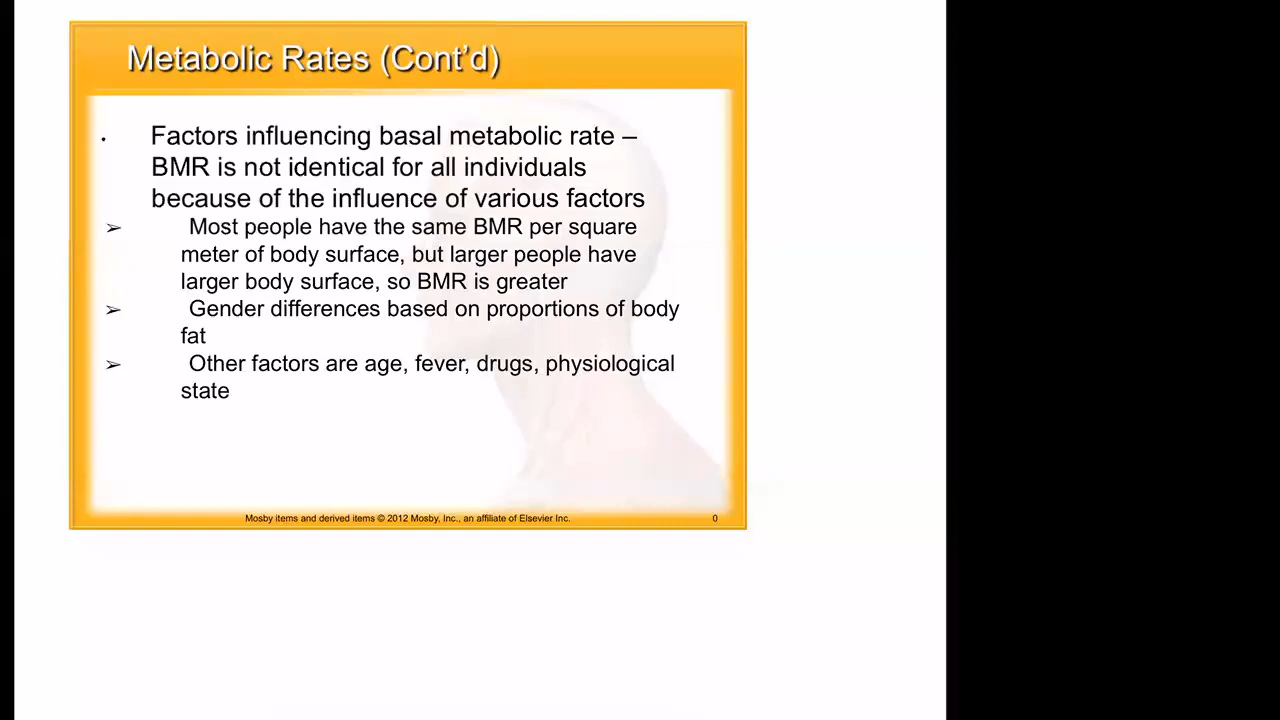 Metabolic Rates (Cont’d)
• Factors influencing basal metabolic rate –
BMR is not identical for all individuals
because of the influence of various factors
➢ Most people have the same BMR per square
meter of body surface, but larger people have
larger body surface, so BMR is greater
➢ Gender differences based on proportions of body
fat
➢ Other factors are age, fever, drugs, physiological
state
Mosby items and derived items © 2012 Mosby, Inc., an affiliate of Elsevier Inc. 0